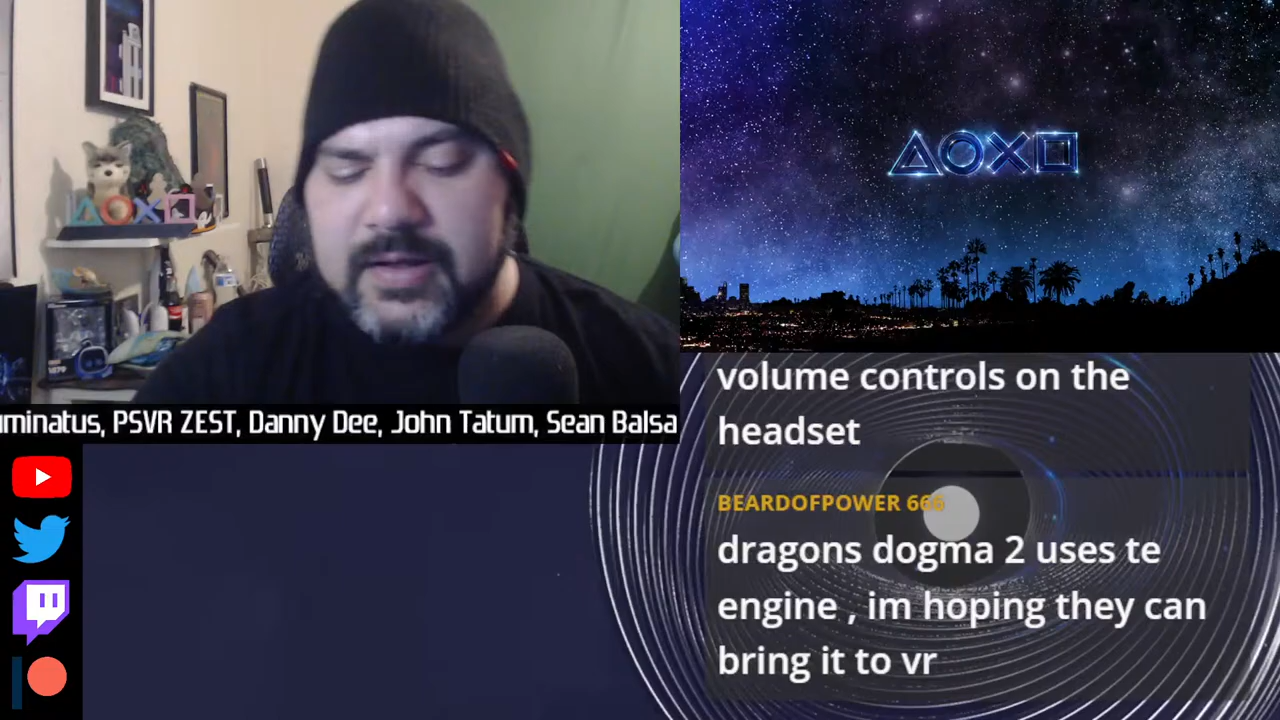 uminatus, PSVR ZEST, Danny Dee, John Tatum, Sean Balsa
volume controls on the
headset
BEARDOFPOWER 666
dragons dogma 2 uses te
engine , im hoping they can
bring it to vr